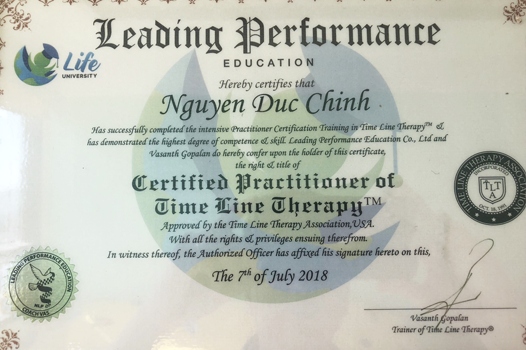 Leading Performance
Life
UNIVERSITY
EDUCATION
Hereby certifies that
Nguyen Duc Chinh
Has successfully completed the intensive Practitioner Certification Training in Time Line Therapy™ &
has demonstrated the highest degree of competence & skill. Leading Performance Education Co., Ltd and
Vasanth Gopalan do hereby confer upon the holder of this certificate,
the right & title of
Certified Practitioner of
Time Line Therapy™
Approved by the Time Line Therapy Association,USA.
With all the rights & privileges ensuing therefrom.
In witness thereof, the Authorized Officer has affixed his signature hereto on this,
The 7th of July 2018
TIME LINE THERAPY ASSOCIATION
INCORPORATED
TLTA
LEADING PERFORMANCE EDUCATION
Vasanth Gopalan
Trainer of Time Line Therapy®